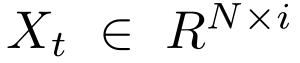 X_t ∈ R^{N×i}